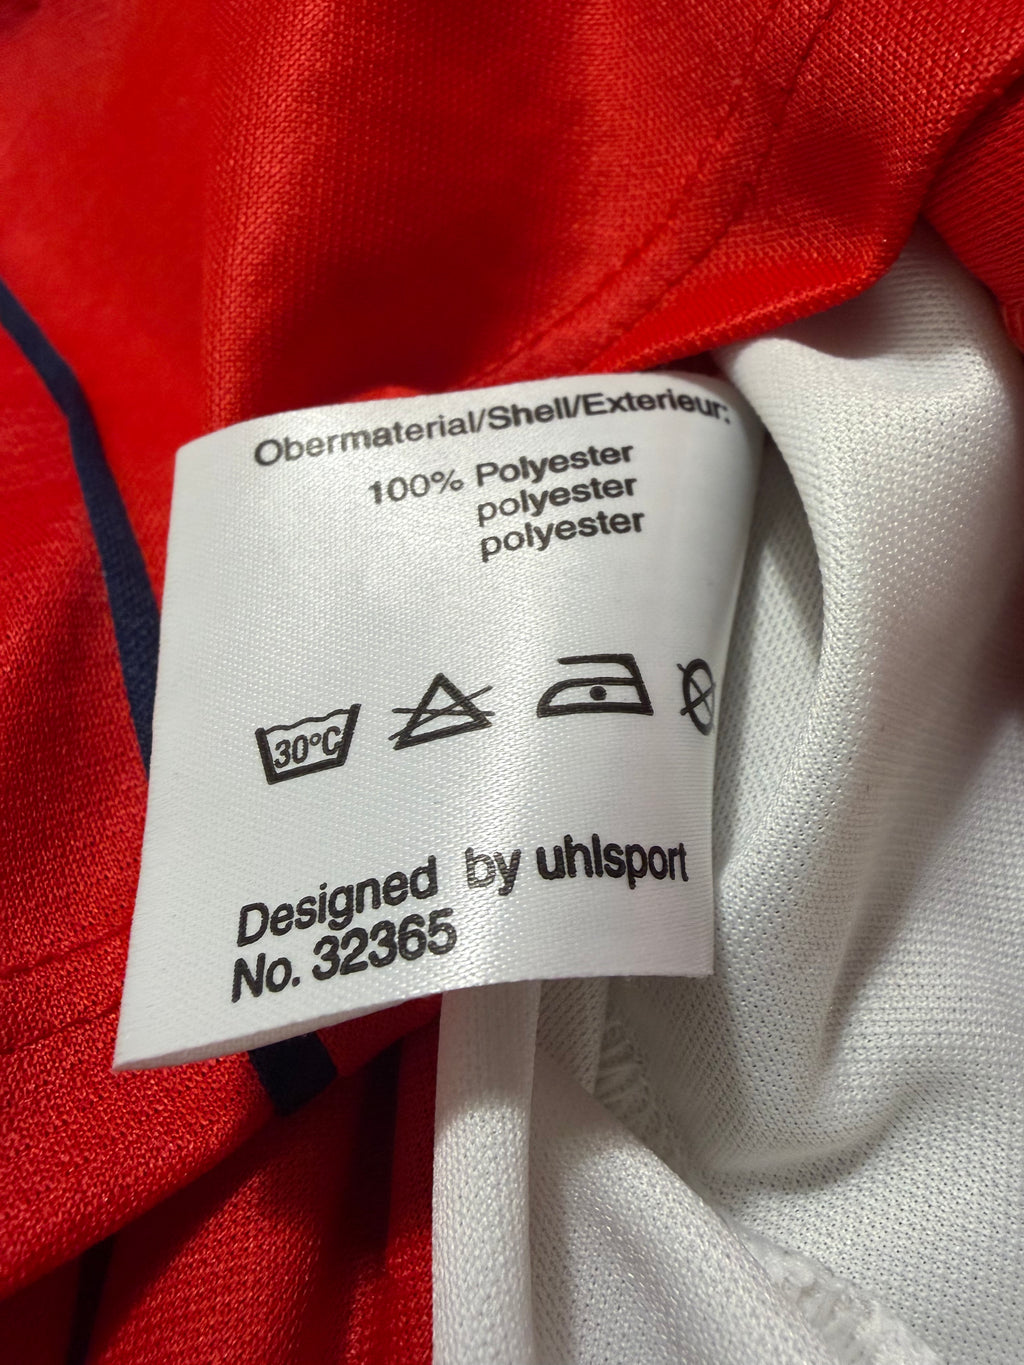 Obermaterial/Shell/Exterieur:
100% Polyester
polyester
polyester
30°C
Designed by uhlsport
No. 32365